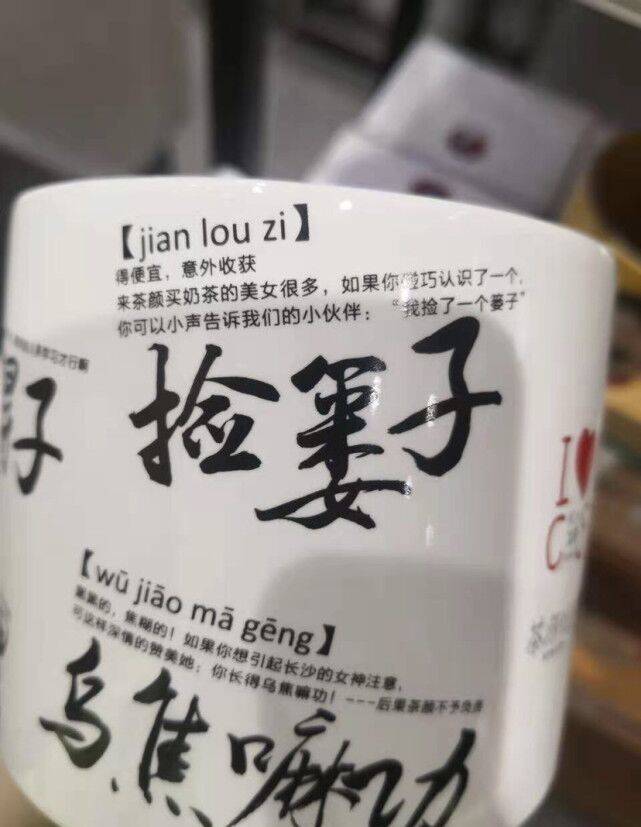 【jian lou zi】
得便宜，意外收获
来茶颜买奶茶的美女很多，如果你碰巧认识了一个，
你可以小声告诉我们的小伙伴：“我捡了一个篓子”
捡篓子
子
I
C
【wū jiāo mā gēng】
黑黑的，焦糊的！如果你想引起长沙的女神注意，
可这样深情的赞美她：你长得乌焦嘛功！---后果茶颜不予负责
乌焦嘛功